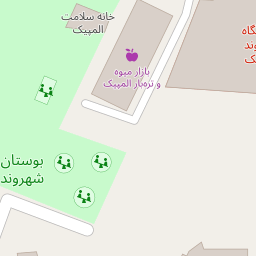 خانه سلامت
المپیک
بازار میوه
و تره‌بار المپیک
بوستان
شهروند